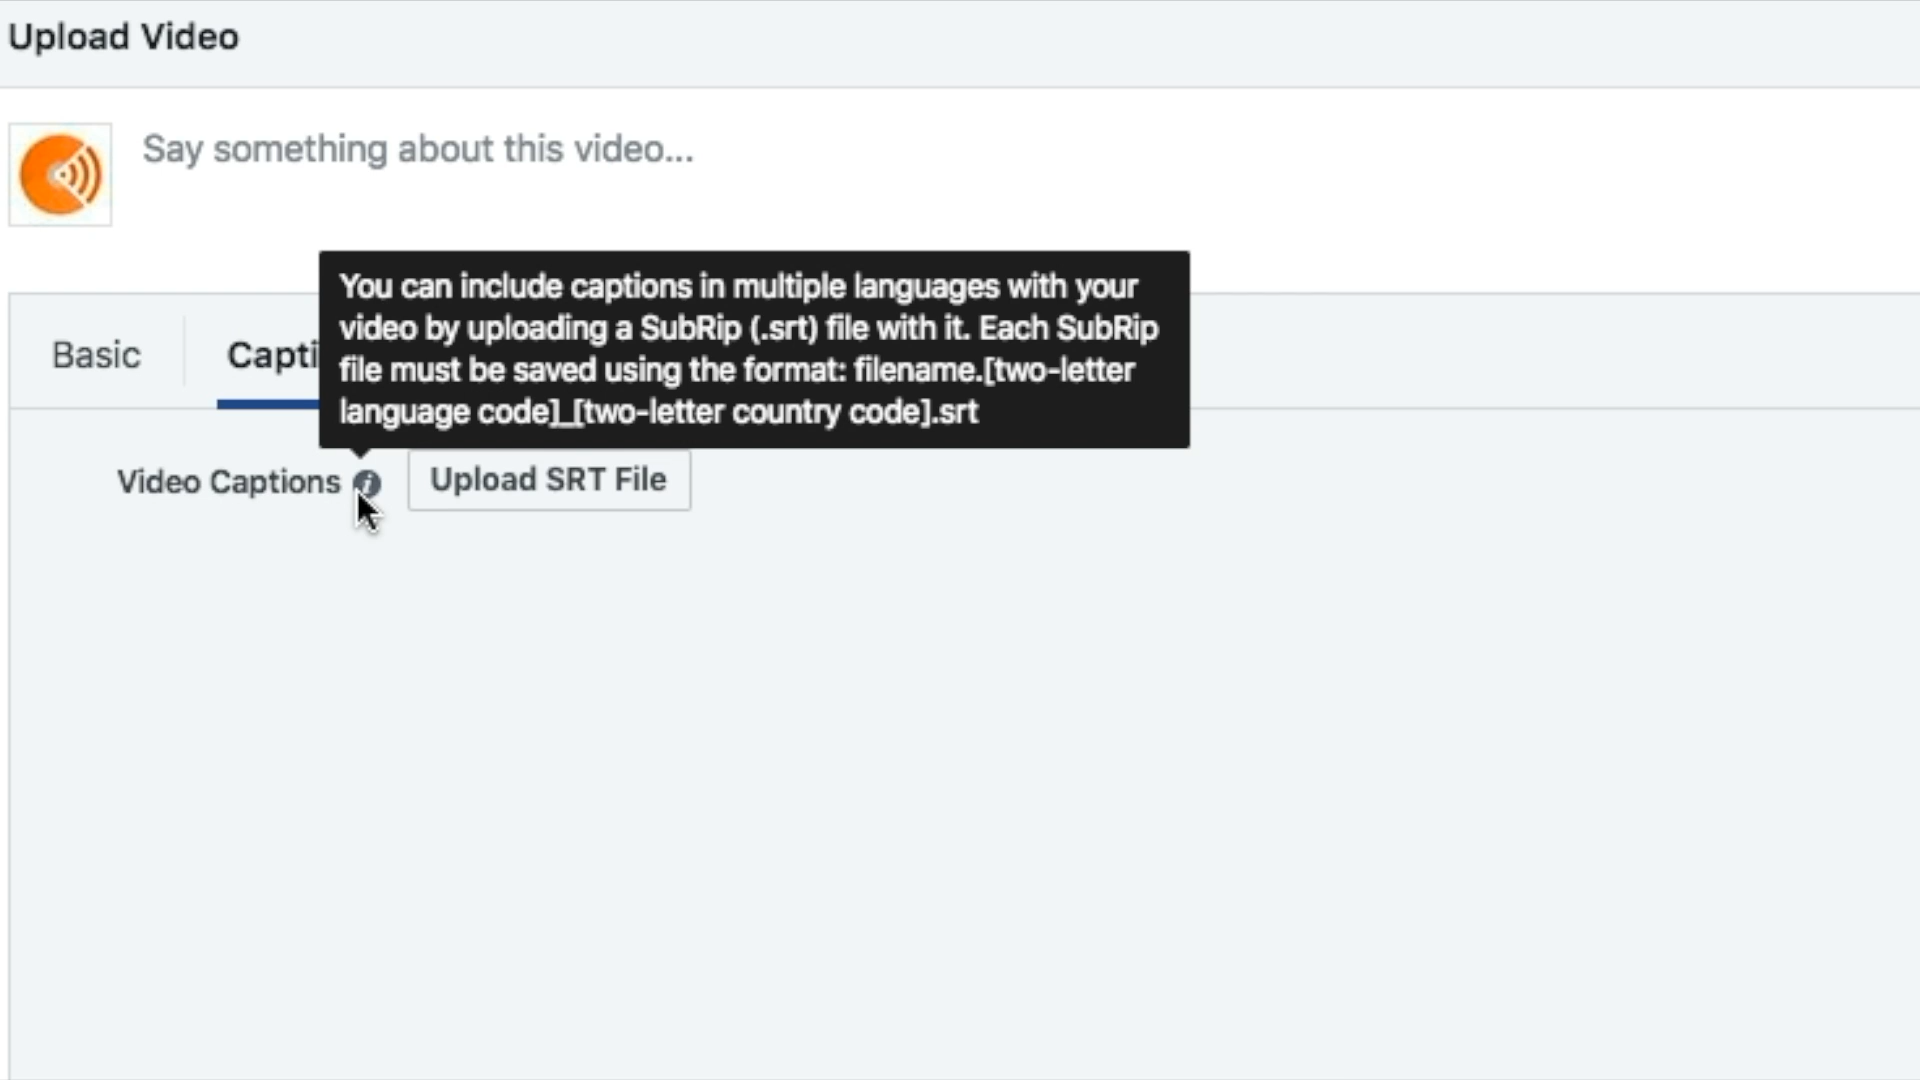 Upload Video
Say something about this video...
You can include captions in multiple languages with your
video by uploading a SubRip (.srt) file with it. Each SubRip
file must be saved using the format: filename.[two-letter
language code]_[two-letter country code].srt
Basic
Capti
Video Captions
Upload SRT File